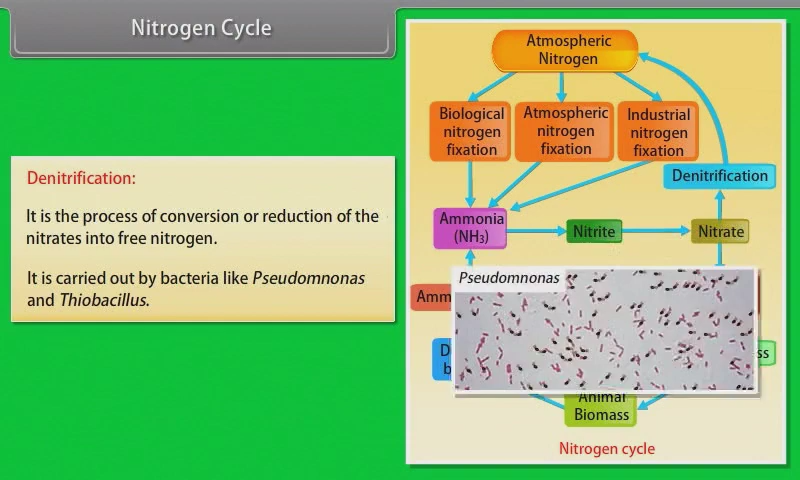 Nitrogen Cycle
Denitrification:
It is the process of conversion or reduction of the
nitrates into free nitrogen.
It is carried out by bacteria like Pseudomnonas
and Thiobacillus.
Atmospheric
Nitrogen
Biological
nitrogen
fixation
Atmospheric
nitrogen
fixation
Industrial
nitrogen
fixation
Denitrification
Ammonia
(NH₃)
Nitrite
Nitrate
Pseudomnonas
Animal
Biomass
Nitrogen cycle